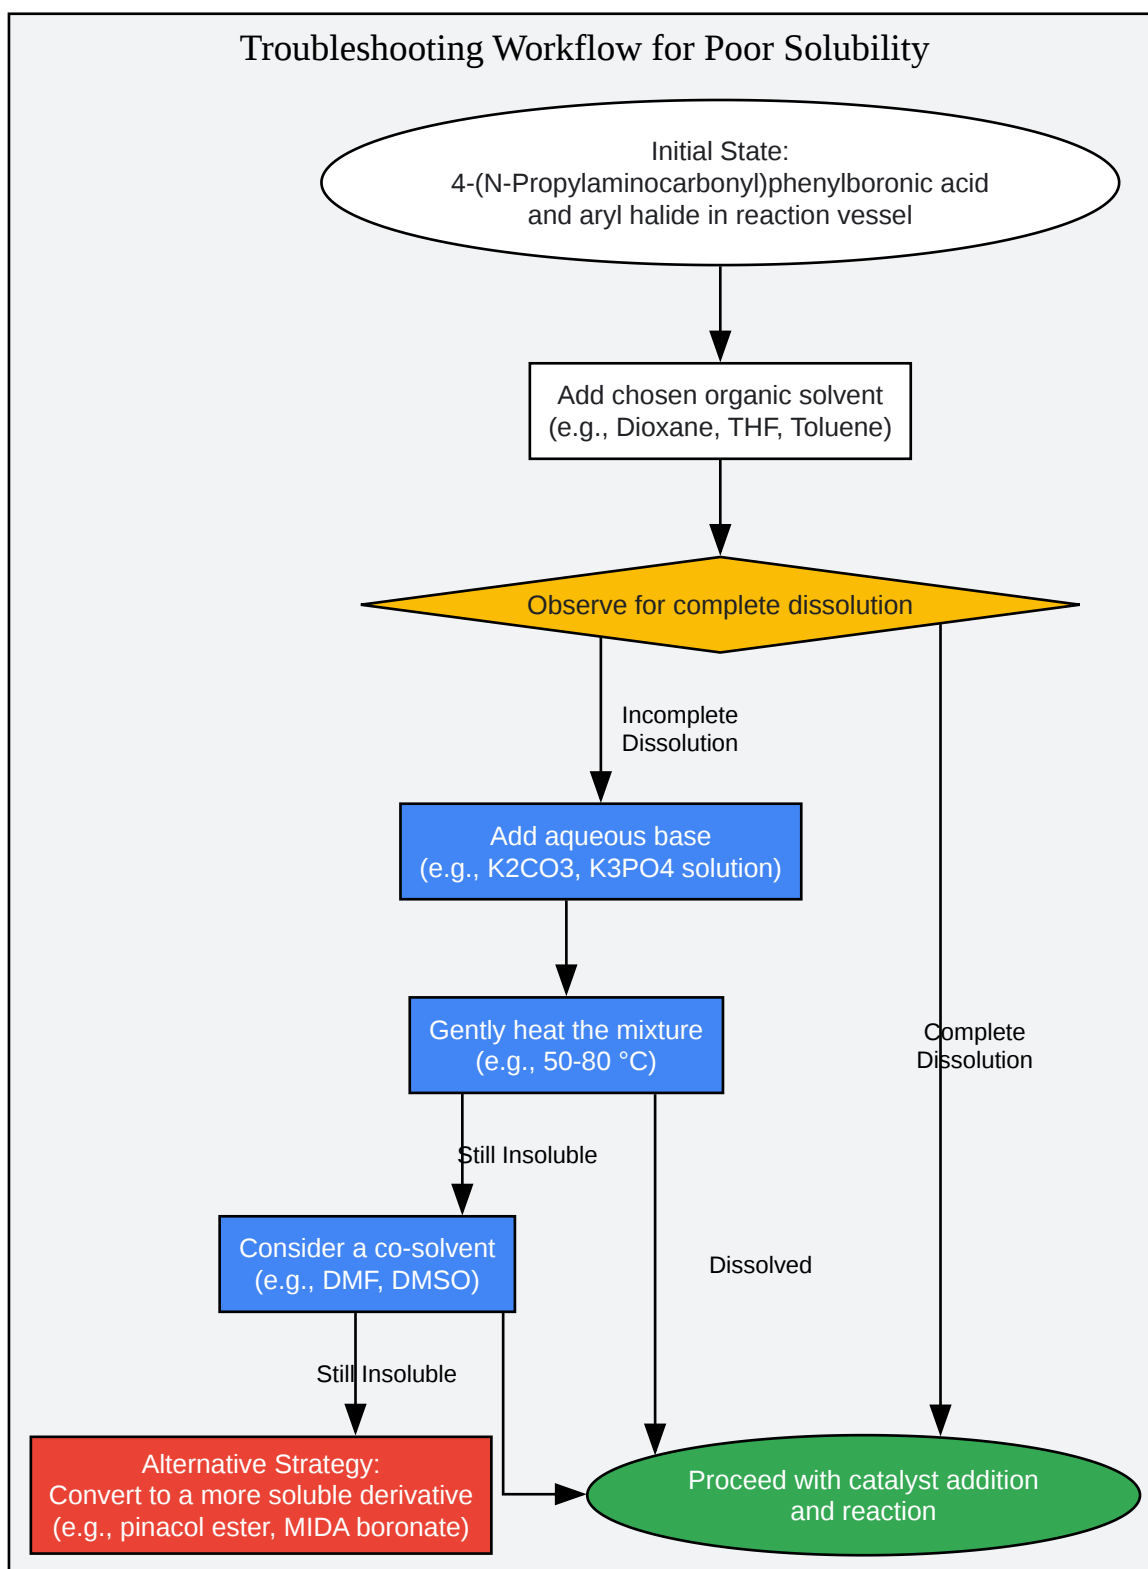 Troubleshooting Workflow for Poor Solubility
Initial State:
4-(N-Propylaminocarbonyl)phenylboronic acid
and aryl halide in reaction vessel
Add chosen organic solvent
(e.g., Dioxane, THF, Toluene)
Observe for complete dissolution
Incomplete
Dissolution
Add aqueous base
(e.g., K2CO3, K3PO4 solution)
Gently heat the mixture
(e.g., 50-80 °C)
Complete
Dissolution
Still Insoluble
Consider a co-solvent
(e.g., DMF, DMSO)
Dissolved
Still Insoluble
Alternative Strategy:
Convert to a more soluble derivative
(e.g., pinacol ester, MIDA boronate)
Proceed with catalyst addition
and reaction